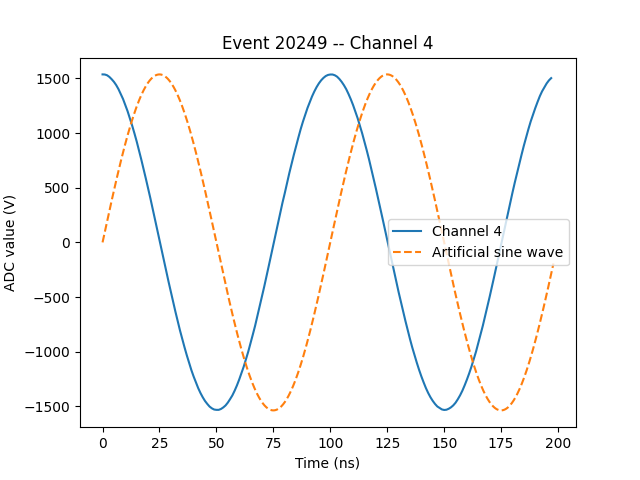 Event 20249 -- Channel 4
ADC value (V)
1500
1000
500
0
−500
−1000
−1500
Channel 4
Artificial sine wave
0 25 50 75 100 125 150 175 200
Time (ns)